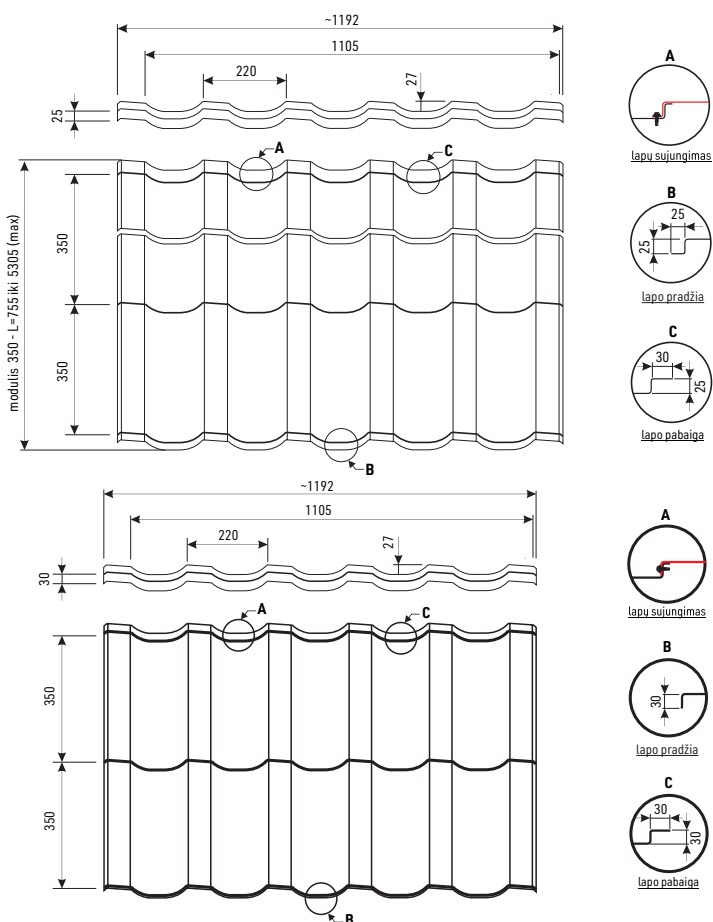 ~1192
1105
220
27
25
A
C
350
350
modulis 350 - L=755 iki 5305 (max)
B
A
lapų sujungimas
B
25
25
lapo pradžia
C
30
25
lapo pabaiga
~1192
1105
220
27
30
A
C
350
350
B
A
lapų sujungimas
B
30
lapo pradžia
C
30
30
lapo pabaiga